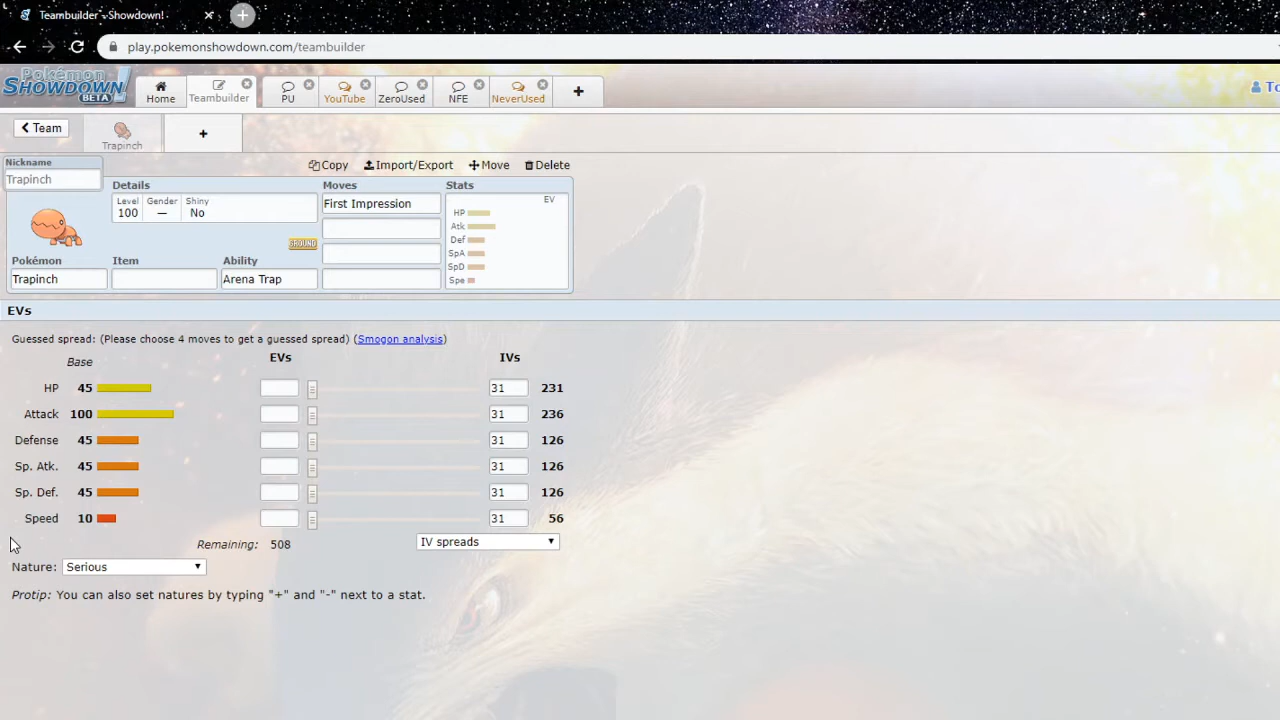 Teambuilder - Showdown!
play.pokemonshowdown.com/teambuilder
Pokémon
SHOWDOWN!
BETA
Home
Teambuilder
PU
YouTube
ZeroUsed
NFE
NeverUsed
To
Team
Trapinch
Copy Import/Export Move Delete
Nickname
Trapinch
Details
Level Gender Shiny
100 — No
GROUND
Pokémon Item Ability
Trapinch Arena Trap
Moves
First Impression
Stats
EV
HP
Atk
Def
SpA
SpD
Spe
EVs
Guessed spread: (Please choose 4 moves to get a guessed spread) (Smogon analysis)
Base EVs IVs
HP 45 31 231
Attack 100 31 236
Defense 45 31 126
Sp. Atk. 45 31 126
Sp. Def. 45 31 126
Speed 10 31 56
Remaining: 508 IV spreads
Nature: Serious
Protip: You can also set natures by typing "+" and "-" next to a stat.